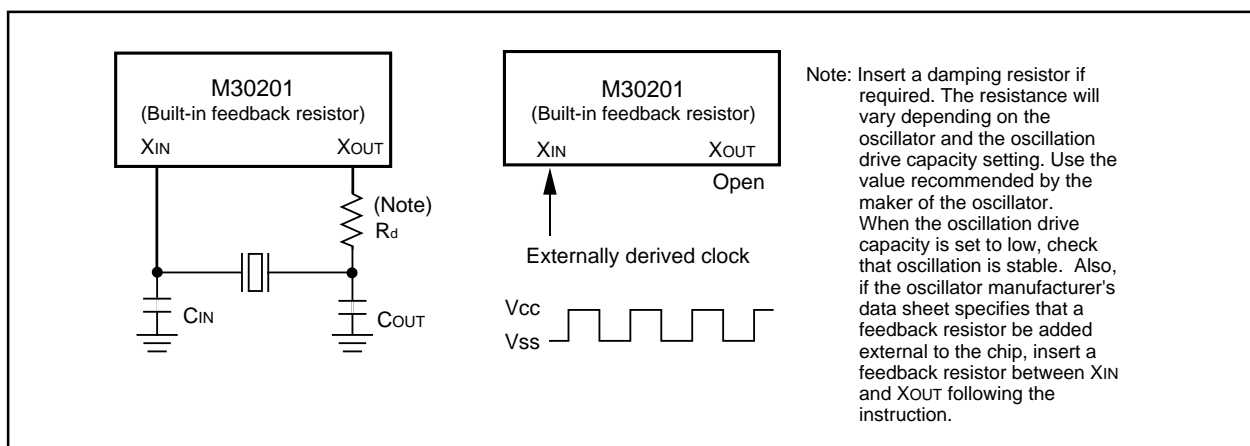 M30201
(Built-in feedback resistor)
XIN XOUT
(Note)
Rd
CIN
COUT
M30201
(Built-in feedback resistor)
XIN XOUT
Open
Externally derived clock
Vcc
Vss
Note: Insert a damping resistor if
required. The resistance will
vary depending on the
oscillator and the oscillation
drive capacity setting. Use the
value recommended by the
maker of the oscillator.
When the oscillation drive
capacity is set to low, check
that oscillation is stable. Also,
if the oscillator manufacturer's
data sheet specifies that a
feedback resistor be added
external to the chip, insert a
feedback resistor between XIN
and XOUT following the
instruction.